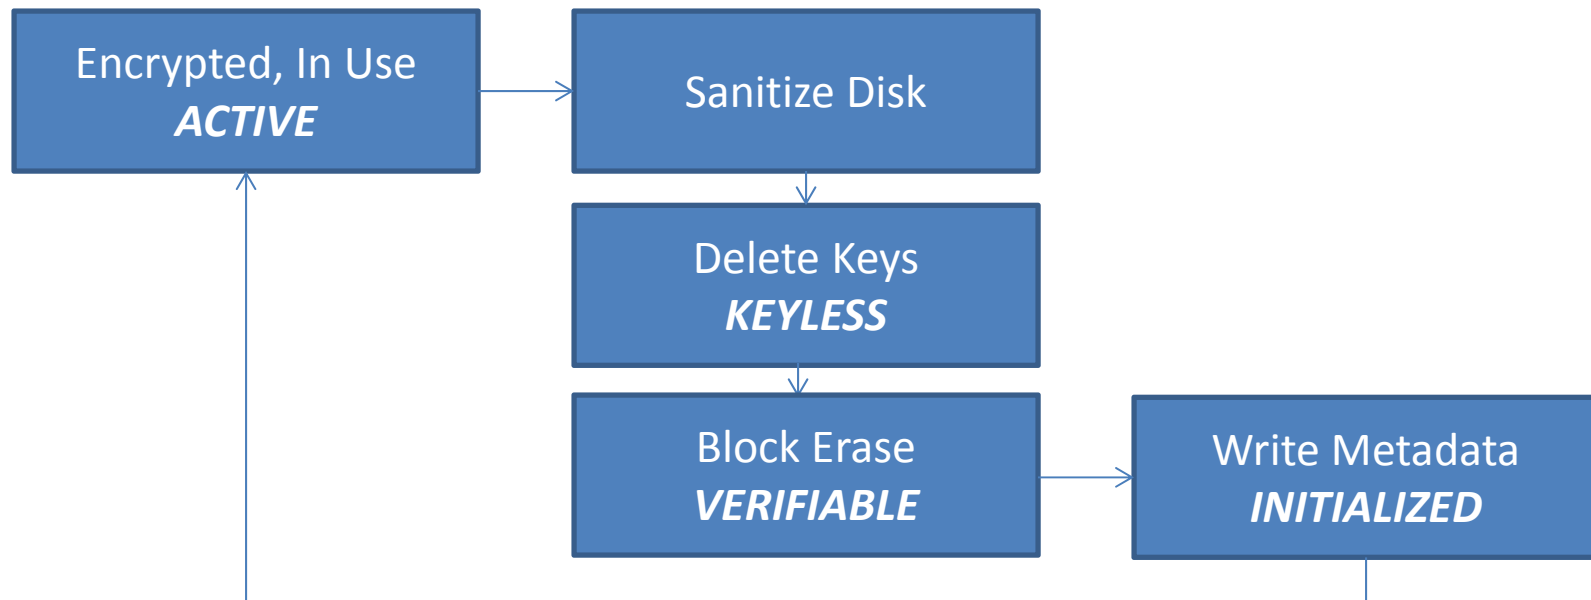 Encrypted, In Use
ACTIVE
Sanitize Disk
Delete Keys
KEYLESS
Block Erase
VERIFIABLE
Write Metadata
INITIALIZED